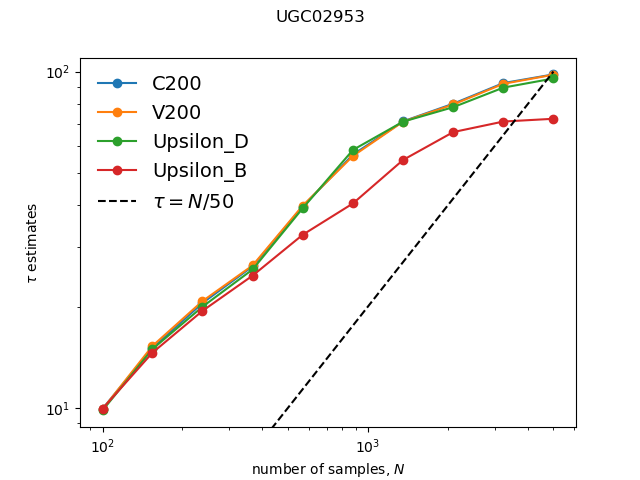 UGC02953
τ estimates
10²
10¹
C200
V200
Upsilon_D
Upsilon_B
τ = N/50
10²
10³
number of samples, N